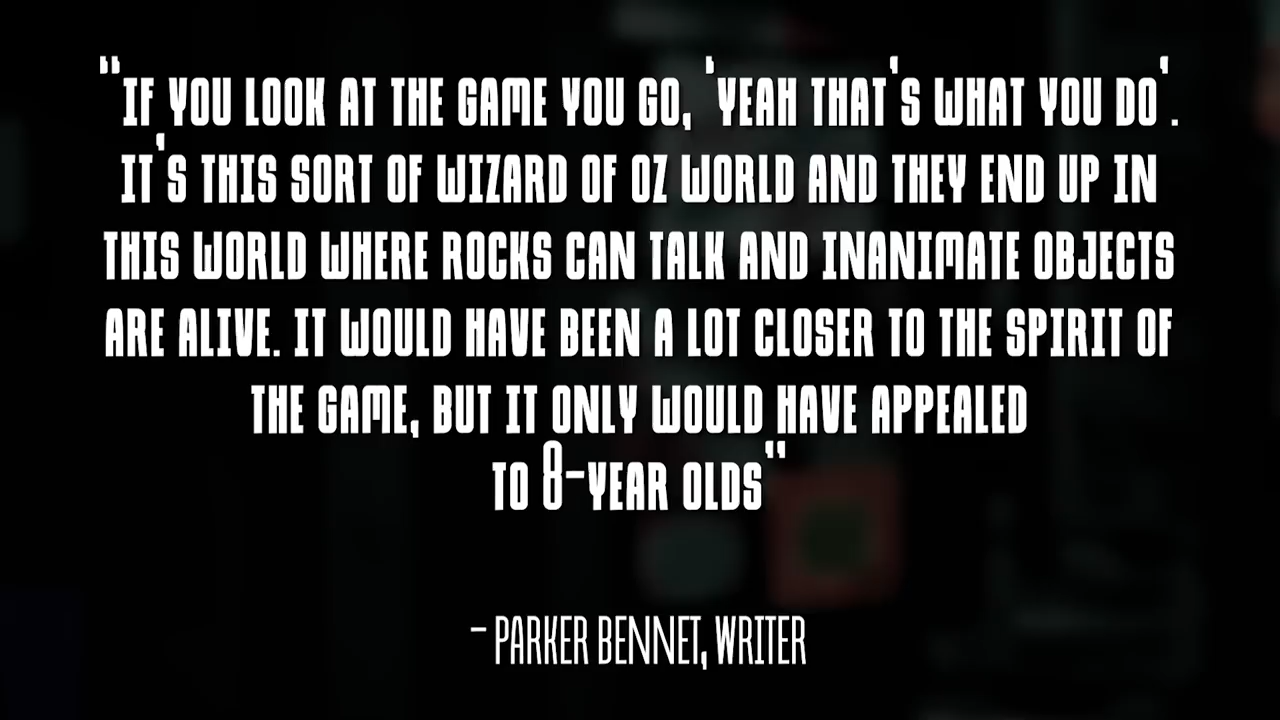 "IF YOU LOOK AT THE GAME YOU GO, 'YEAH THAT'S WHAT YOU DO'.
IT'S THIS SORT OF WIZARD OF OZ WORLD AND THEY END UP IN
THIS WORLD WHERE ROCKS CAN TALK AND INANIMATE OBJECTS
ARE ALIVE. IT WOULD HAVE BEEN A LOT CLOSER TO THE SPIRIT OF
THE GAME, BUT IT ONLY WOULD HAVE APPEALED
TO 8-YEAR OLDS"
- PARKER BENNET, WRITER